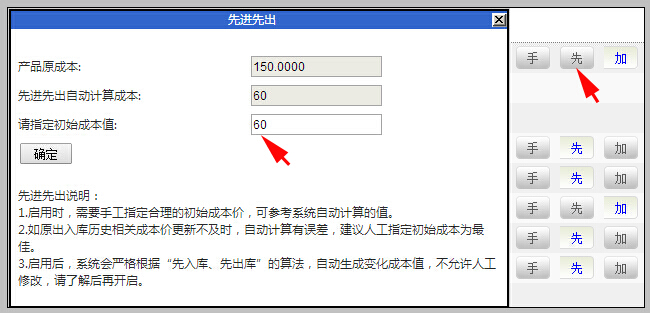 先进先出
产品原成本: 150.0000
先进先出自动计算成本: 60
请指定初始成本值: 60
确定
先进先出说明：
1.启用时，需要手工指定合理的初始成本价，可参考系统自动计算的值。
2.如原出入库历史相关成本价更新不及时，自动计算有误差，建议人工指定初始成本为最
佳。
3.启用后，系统会严格根据“先入库、先出库”的算法，自动生成变化成本值，不允许人工
修改，请了解后再开启。
手 先 加
手 先 加
手 先 加
手 先 加
手 先 加
手 先 加